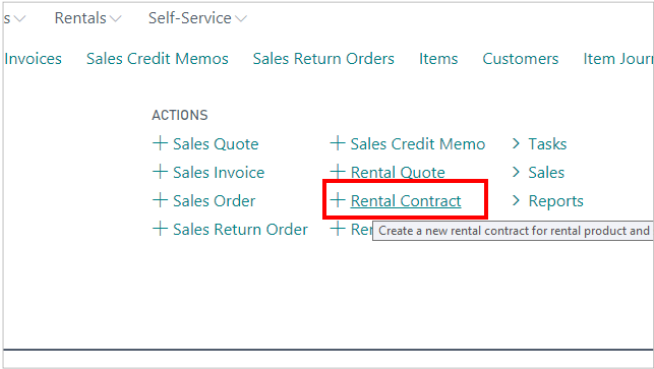 s Rentals Self-Service
Invoices Sales Credit Memos Sales Return Orders Items Customers Item Jour
ACTIONS
+ Sales Quote + Sales Credit Memo > Tasks
+ Sales Invoice + Rental Quote > Sales
+ Sales Order + Rental Contract > Reports
+ Sales Return Order + Re
Create a new rental contract for rental product and